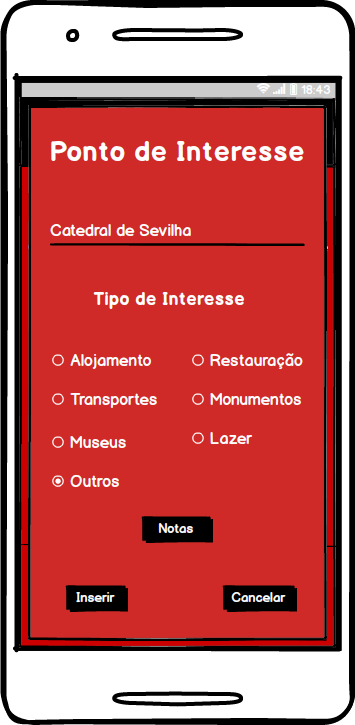 18:43
Ponto de Interesse
Catedral de Sevilha
Tipo de Interesse
Alojamento
Restauração
Transportes
Monumentos
Museus
Lazer
Outros
Notas
Inserir
Cancelar